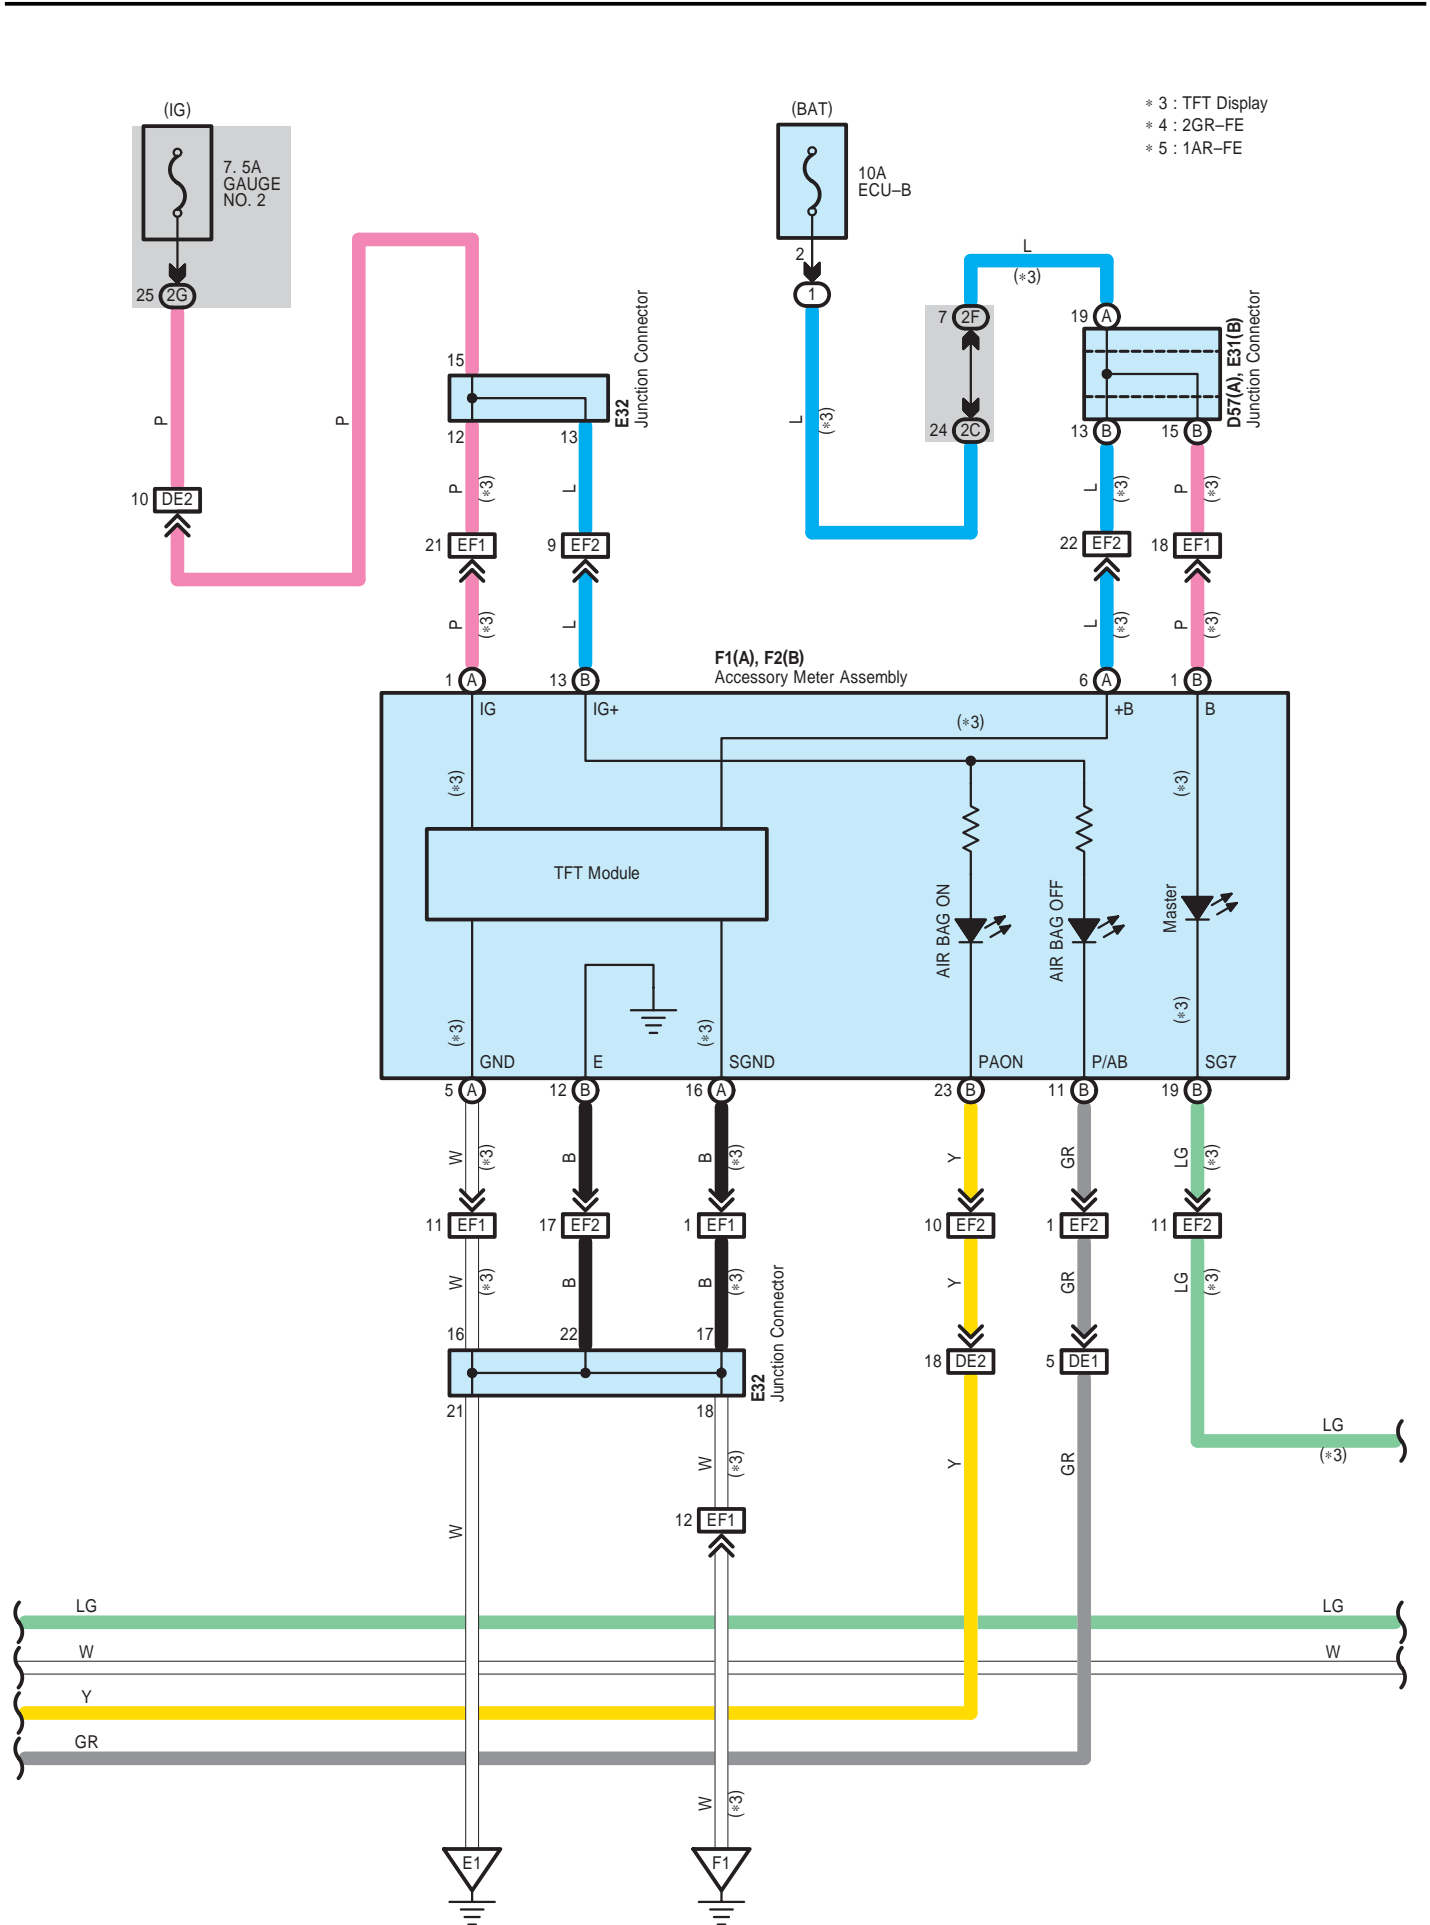 (IG)
(BAT)
∗ 3 : TFT Display
∗ 4 : 2GR–FE
∗ 5 : 1AR–FE
7. 5A
GAUGE
NO. 2
10A
ECU–B
2
1
25 2G
L
(∗3)
7 2F
19 A
D57(A), E31(B)
Junction Connector
15
E32
Junction Connector
12
13
P
P
L
(∗3)
24 2C
13 B
15 B
10 DE2
P
(∗3)
L
L
(∗3)
P
(∗3)
21 EF1
9 EF2
22 EF2
18 EF1
P
(∗3)
L
L
(∗3)
P
(∗3)
F1(A), F2(B)
Accessory Meter Assembly
1 A
13 B
6 A
1 B
IG
IG+
(∗3)
+B
B
(∗3)
(∗3)
TFT Module
AIR BAG ON
AIR BAG OFF
Master
(∗3)
(∗3)
(∗3)
GND
E
SGND
PAON
P/AB
SG7
5 A
12 B
16 A
23 B
11 B
19 B
W
(∗3)
B
B
(∗3)
Y
GR
LG
(∗3)
11 EF1
17 EF2
1 EF1
10 EF2
1 EF2
11 EF2
W
(∗3)
B
B
(∗3)
Y
GR
LG
(∗3)
16
22
17
E32
Junction Connector
18 DE2
5 DE1
21
18
LG
(∗3)
W
(∗3)
Y
GR
12 EF1
W
LG
LG
W
W
Y
GR
W
(∗3)
E1
F1